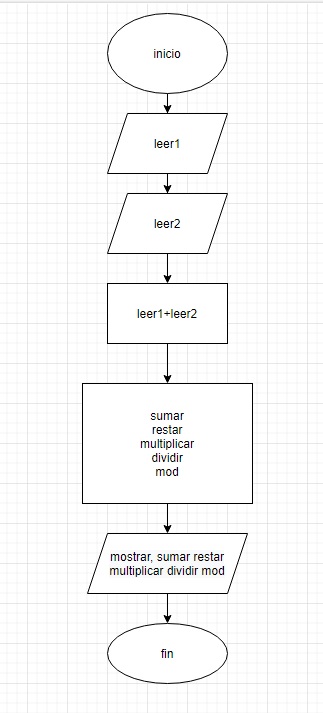 inicio
leer1
leer2
leer1+leer2
sumar
restar
multiplicar
dividir
mod
mostrar, sumar restar
multiplicar dividir mod
fin